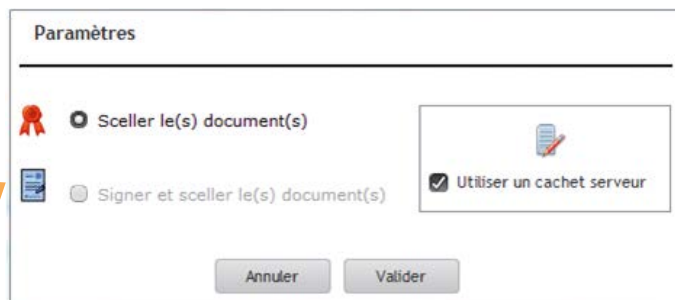 Paramètres
Sceller le(s) document(s)
Utiliser un cachet serveur
Signer et sceller le(s) document(s)
Annuler
Valider